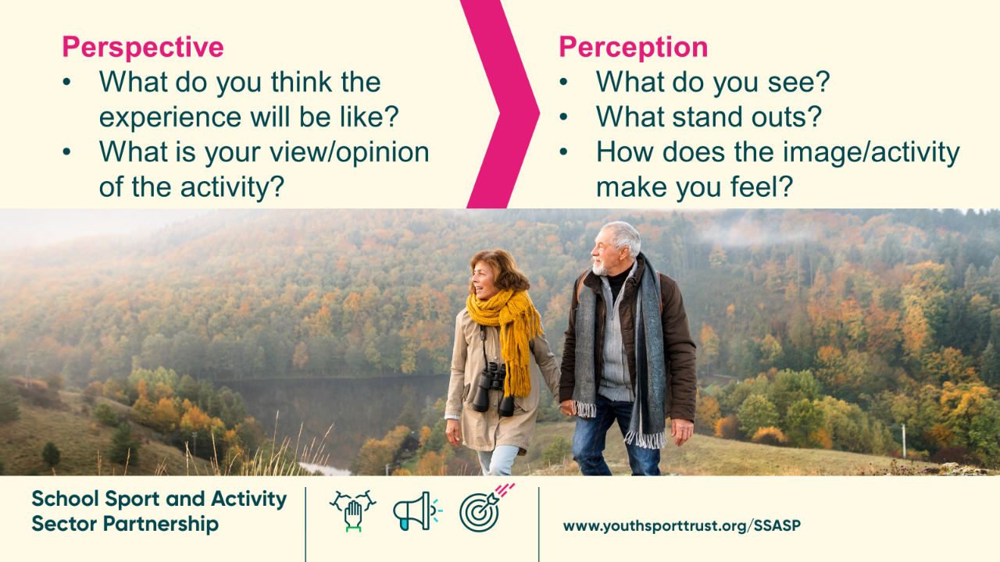 Perspective
• What do you think the
experience will be like?
• What is your view/opinion
of the activity?
Perception
• What do you see?
• What stand outs?
• How does the image/activity
make you feel?
School Sport and Activity
Sector Partnership
www.youthsporttrust.org/SSASP